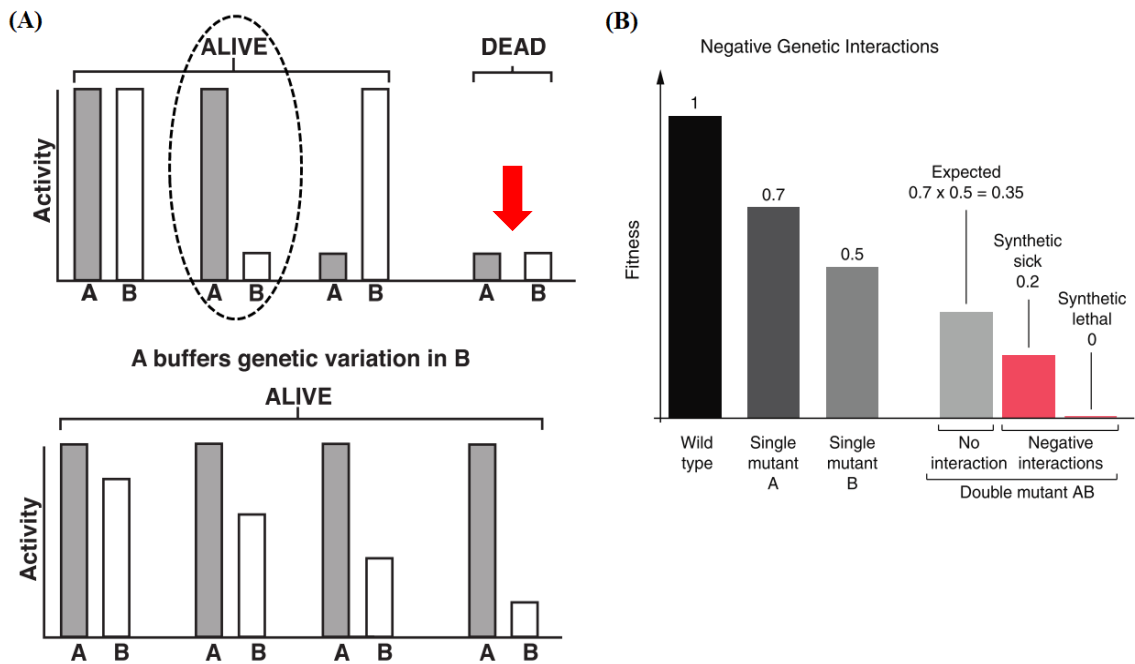 (A)
ALIVE
DEAD
Activity
A B A B A B A B
A buffers genetic variation in B
ALIVE
Activity
A B A B A B A B
(B)
Negative Genetic Interactions
Fitness
1
0.7
0.5
Expected
0.7 x 0.5 = 0.35
Synthetic
sick
0.2
Synthetic
lethal
0
Wild
type
Single
mutant
A
Single
mutant
B
No
interaction
Negative
interactions
Double mutant AB